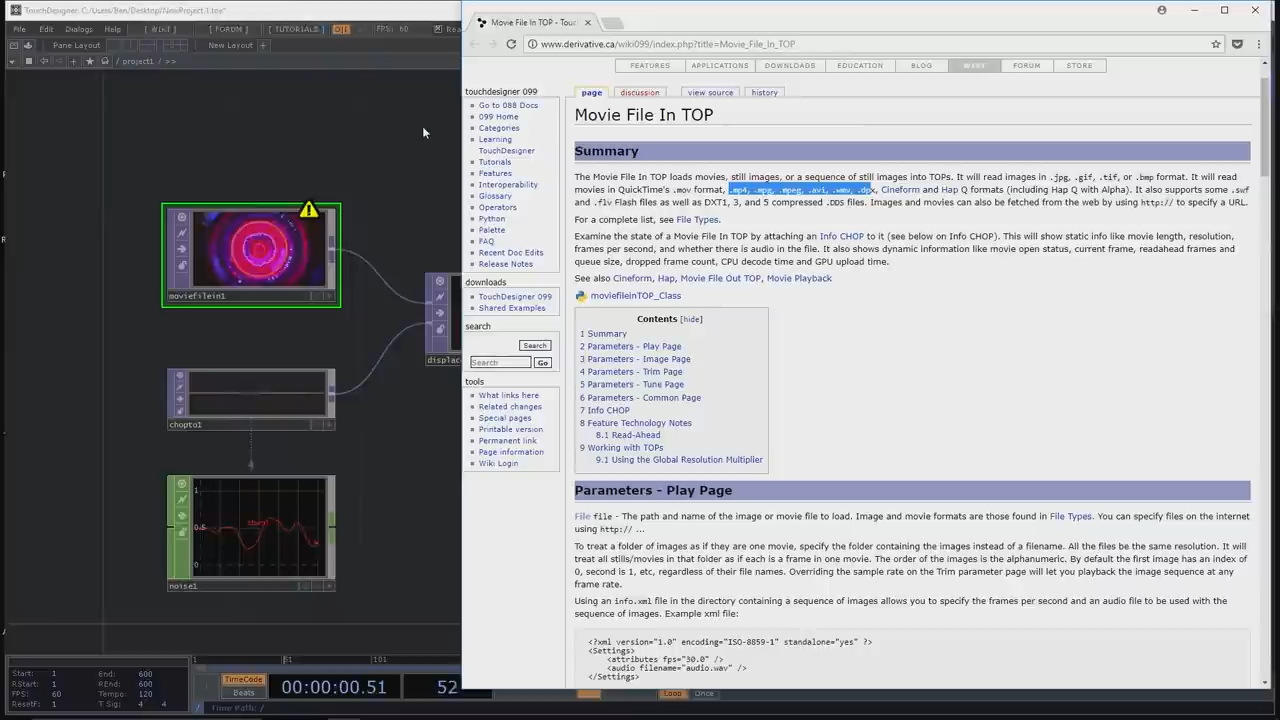 TouchDesigner: C:/Users/Ben/Desktop/NewProject.1.toe*
File Edit Dialogs Help [ WIKI ] [ FORUM ] [ TUTORIALS ] OIE FPS: 60
Pane Layout New Layout +
/ project1 / >>
moviefilein1
displac
chopto1
1
0.5
0
chan1
noise1
Start: 1 End: 600
RStart: 1 REnd: 600
FPS: 60 Tempo: 120
ResetF: 1 T Sig: 4 4
1 51 101
TimeCode
Beats
00:00:00.51 52
/ Time Path: /
Loop Once
Movie File In TOP - Touc
www.derivative.ca/wiki099/index.php?title=Movie_File_In_TOP
FEATURES APPLICATIONS DOWNLOADS EDUCATION BLOG WIKI FORUM STORE
touchdesigner 099
Go to 088 Docs
099 Home
Categories
Learning
TouchDesigner
Tutorials
Features
Interoperability
Glossary
Operators
Python
Palette
FAQ
Recent Doc Edits
Release Notes
downloads
TouchDesigner 099
Shared Examples
search
Search
Search Go
tools
What links here
Related changes
Special pages
Printable version
Permanent link
Page information
Wiki Login
page discussion view source history
Movie File In TOP
Summary
The Movie File In TOP loads movies, still images, or a sequence of still images into TOPs. It will read images in .jpg, .gif, .tif, or .bmp format. It will read
movies in QuickTime's .mov format, .mp4, .mpg, .mpeg, .avi, .wmv, .dpx, Cineform and Hap Q formats (including Hap Q with Alpha). It also supports some .swf
and .flv Flash files as well as DXT1, 3, and 5 compressed .DDS files. Images and movies can also be fetched from the web by using http:// to specify a URL.
For a complete list, see File Types.
Examine the state of a Movie File In TOP by attaching an Info CHOP to it (see below on Info CHOP). This will show static info like movie length, resolution,
frames per second, and whether there is audio in the file. It also shows dynamic information like movie open status, current frame, readahead frames and
queue size, dropped frame count, CPU decode time and GPU upload time.
See also Cineform, Hap, Movie File Out TOP, Movie Playback
moviefileinTOP_Class
Contents [hide]
1 Summary
2 Parameters - Play Page
3 Parameters - Image Page
4 Parameters - Trim Page
5 Parameters - Tune Page
6 Parameters - Common Page
7 Info CHOP
8 Feature Technology Notes
8.1 Read-Ahead
9 Working with TOPs
9.1 Using the Global Resolution Multiplier
Parameters - Play Page
File file - The path and name of the image or movie file to load. Image and movie formats are those found in File Types. You can specify files on the internet
using http:// ...
To treat a folder of images as if they are one movie, specify the folder containing the images instead of a filename. All the files be the same resolution. It will
treat all stills/movies in that folder as if each is a frame in one movie. The order of the images is the alphanumeric. By default the first image has an index of
0, second is 1, etc, regardless of their file names. Overriding the sample rate on the Trim parameter page will let you playback the image sequence at any
frame rate.
Using an info.xml file in the directory containing a sequence of images allows you to specify the frames per second and an audio file to be used with the
sequence of images. Example xml file:
<?xml version="1.0" encoding="ISO-8859-1" standalone="yes" ?>
<Settings>
<attributes fps="30.0" />
<audio filename="audio.wav" />
</Settings>